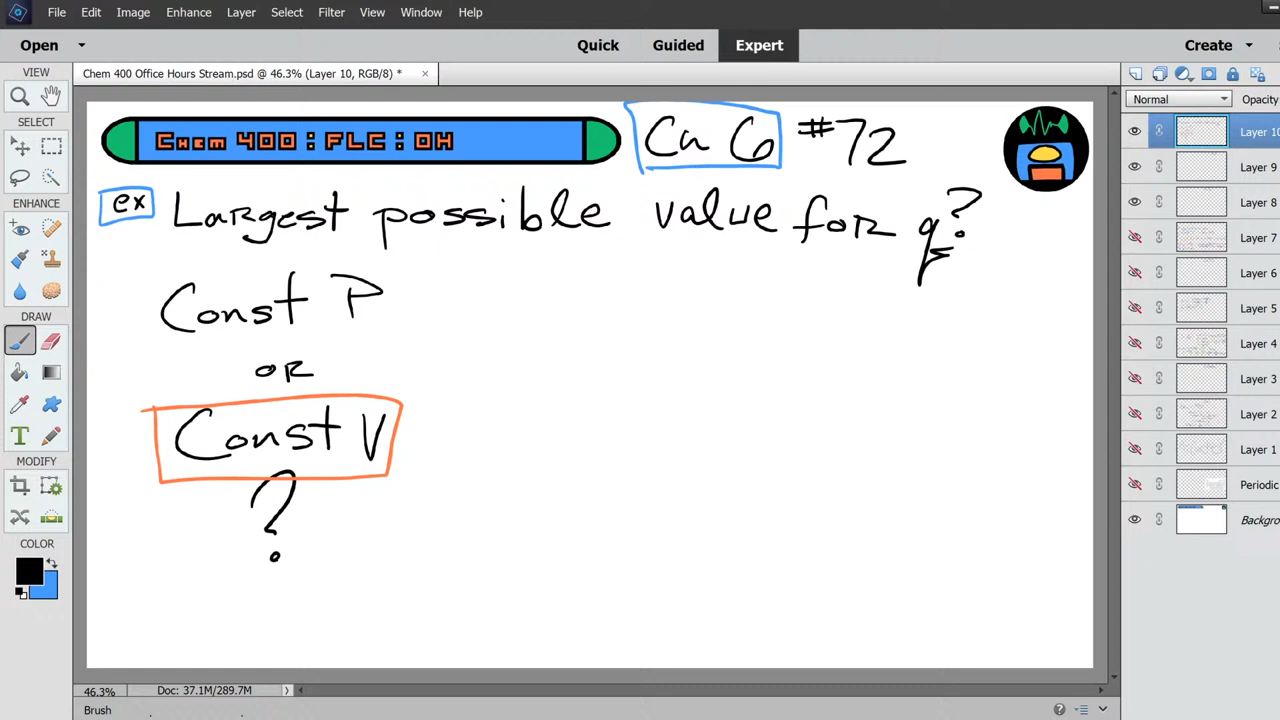 File Edit Image Enhance Layer Select Filter View Window Help
Open Quick Guided Expert Create
Chem 400 Office Hours Stream.psd @ 46.3% (Layer 10, RGB/8) * ×
VIEW
SELECT
ENHANCE
DRAW
MODIFY
COLOR
Chem 400 : FLC : OH
Ch 6 #72
ex Largest possible value for q?
Const P
OR
Const V
?
Normal Opacity
Layer 10
Layer 9
Layer 8
Layer 7
Layer 6
Layer 5
Layer 4
Layer 3
Layer 2
Layer 1
Periodic
Backgro
46.3% Doc: 37.1M/289.7M
Brush